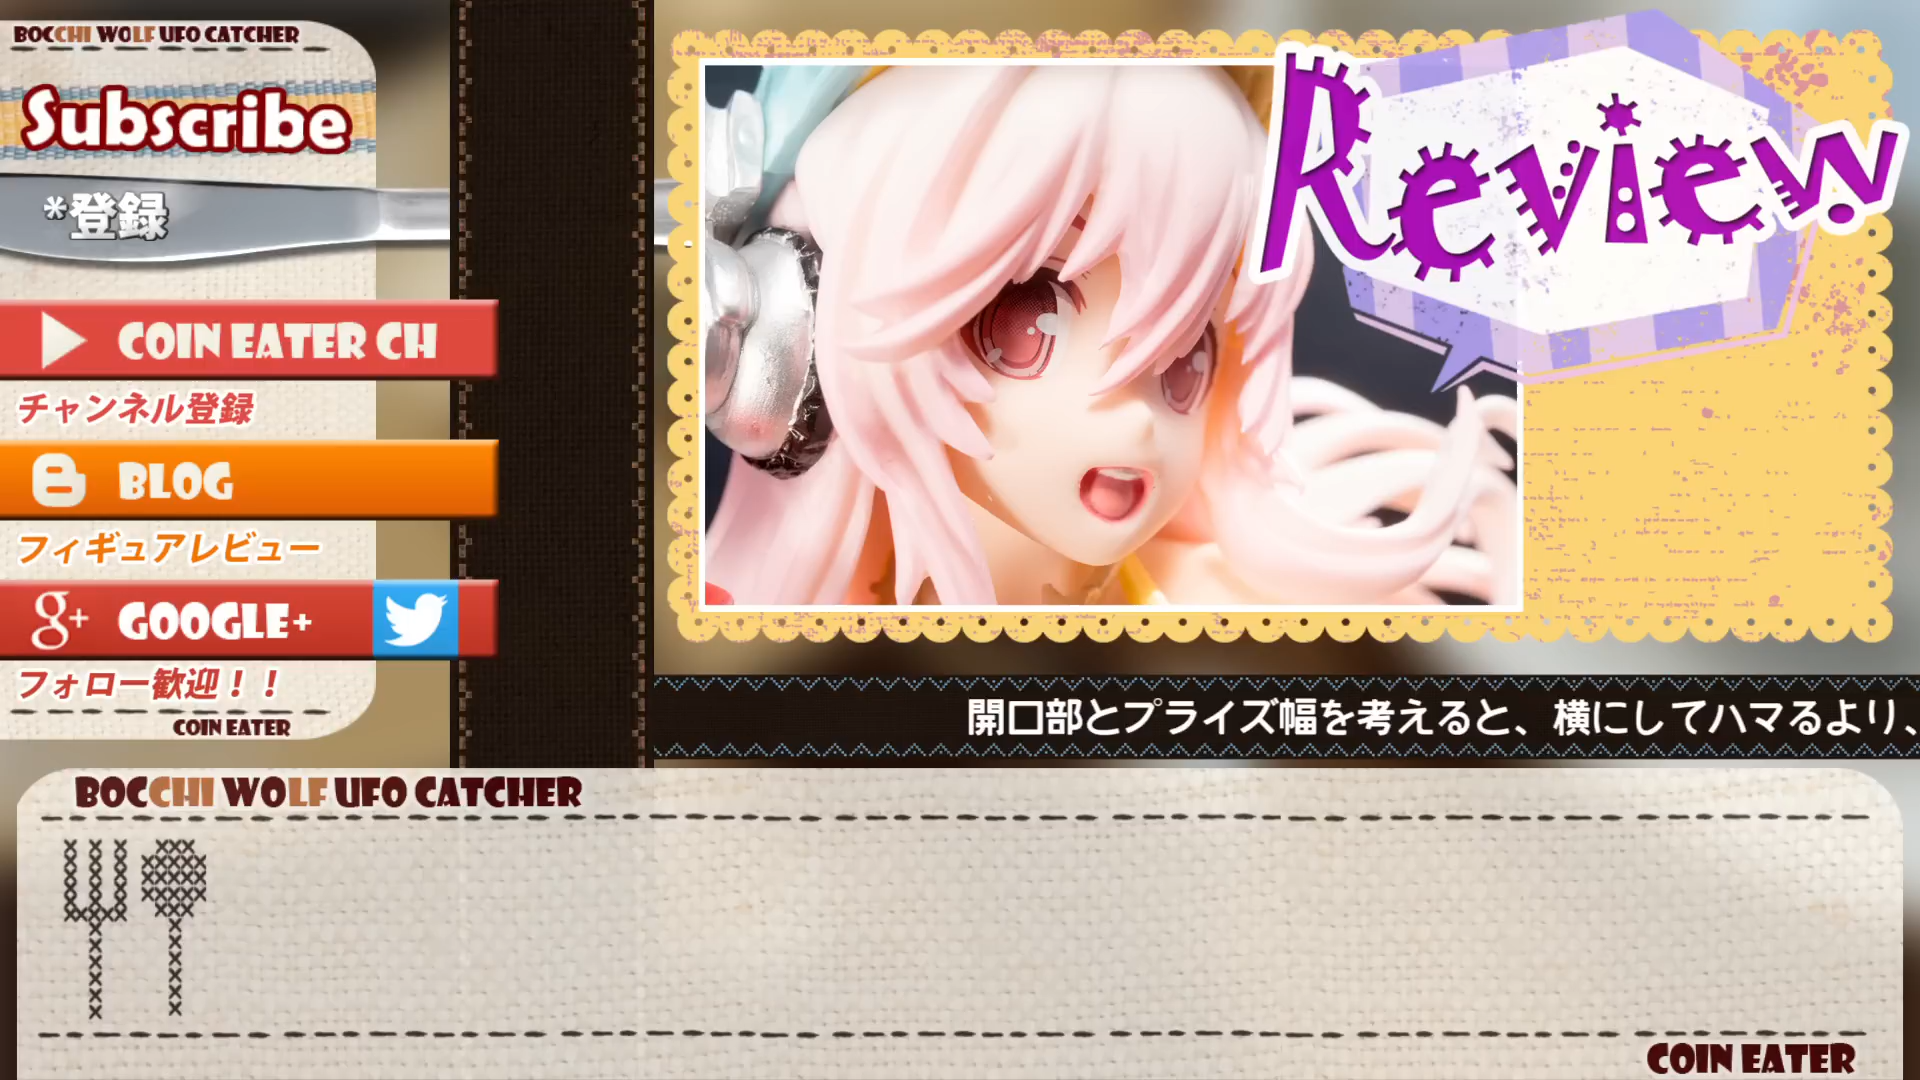 BOCCHI WOLF UFO CATCHER
Subscribe
*登録
COIN EATER CH
チャンネル登録
BLOG
フィギュアレビュー
g+ GOOGLE+
フォロー歓迎！！
COIN EATER
Review
開口部とプライズ幅を考えると、横にしてハマるより、
BOCCHI WOLF UFO CATCHER
COIN EATER